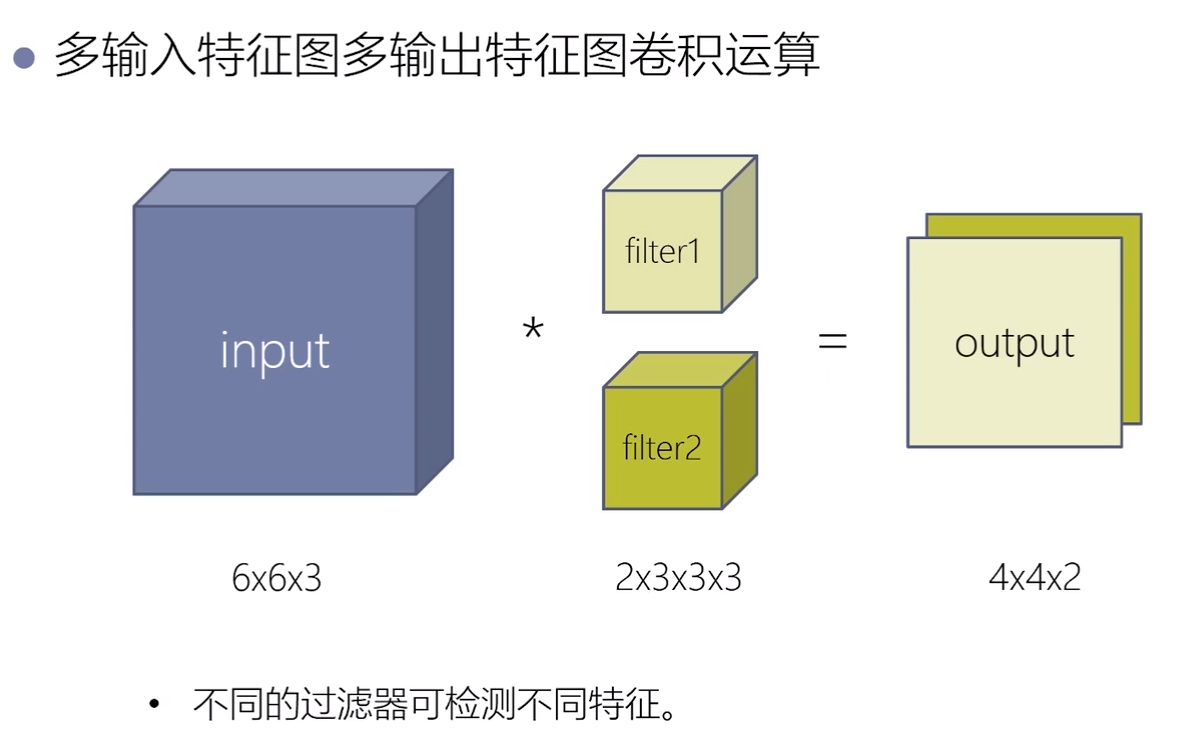 ● 多输入特征图多输出特征图卷积运算
input
*
filter1
filter2
=
output
6x6x3
2x3x3x3
4x4x2
• 不同的过滤器可检测不同特征。